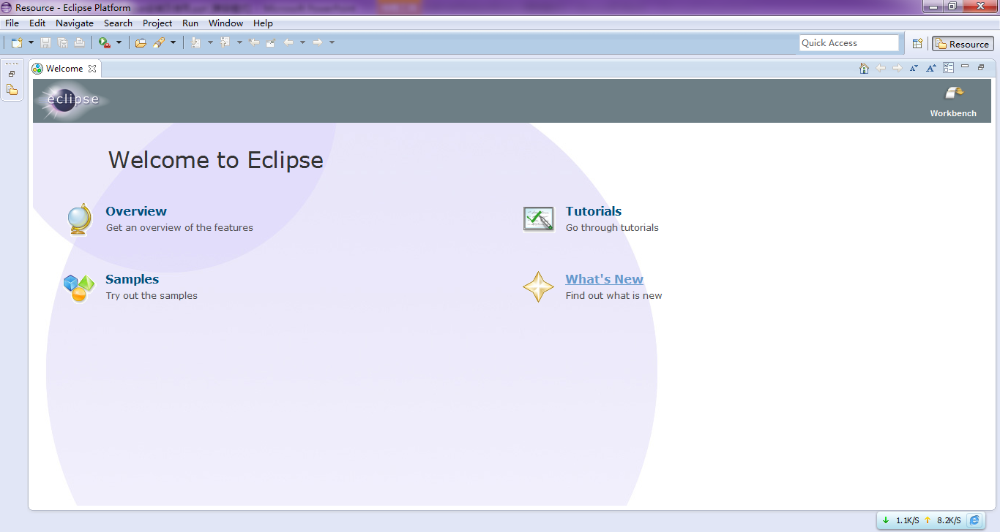 Resource - Eclipse Platform
File Edit Navigate Search Project Run Window Help
Quick Access
Resource
Welcome
eclipse
Workbench
Welcome to Eclipse
Overview
Get an overview of the features
Tutorials
Go through tutorials
Samples
Try out the samples
What's New
Find out what is new
1.1K/S 8.2K/S